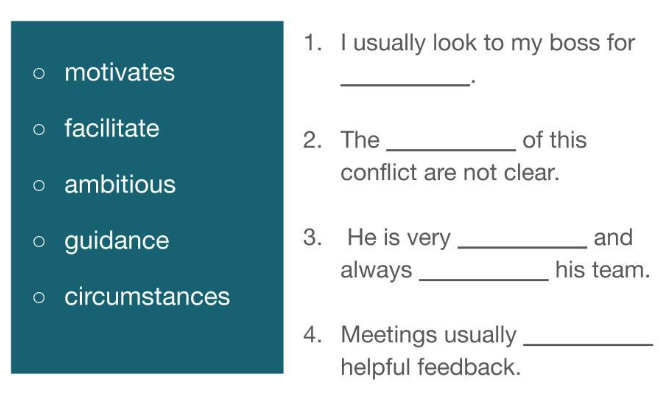 ○ motivates
○ facilitate
○ ambitious
○ guidance
○ circumstances
1. I usually look to my boss for
__________.
2. The __________ of this
conflict are not clear.
3. He is very __________ and
always __________ his team.
4. Meetings usually __________
helpful feedback.